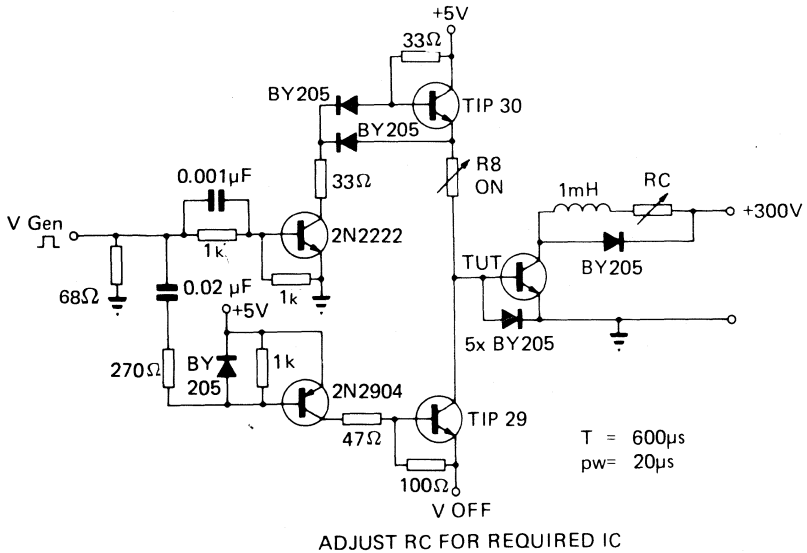 +5V
33Ω
BY205
TIP 30
BY205
R8
ON
0.001μF
33Ω
1mH
RC
+300V
V Gen
2N2222
1k
BY205
TUT
68Ω
0.02 μF
1k
+5V
5x BY205
270Ω
BY
205
1k
2N2904
47Ω
TIP 29
T = 600μs
pw= 20μs
100Ω
V OFF
ADJUST RC FOR REQUIRED IC